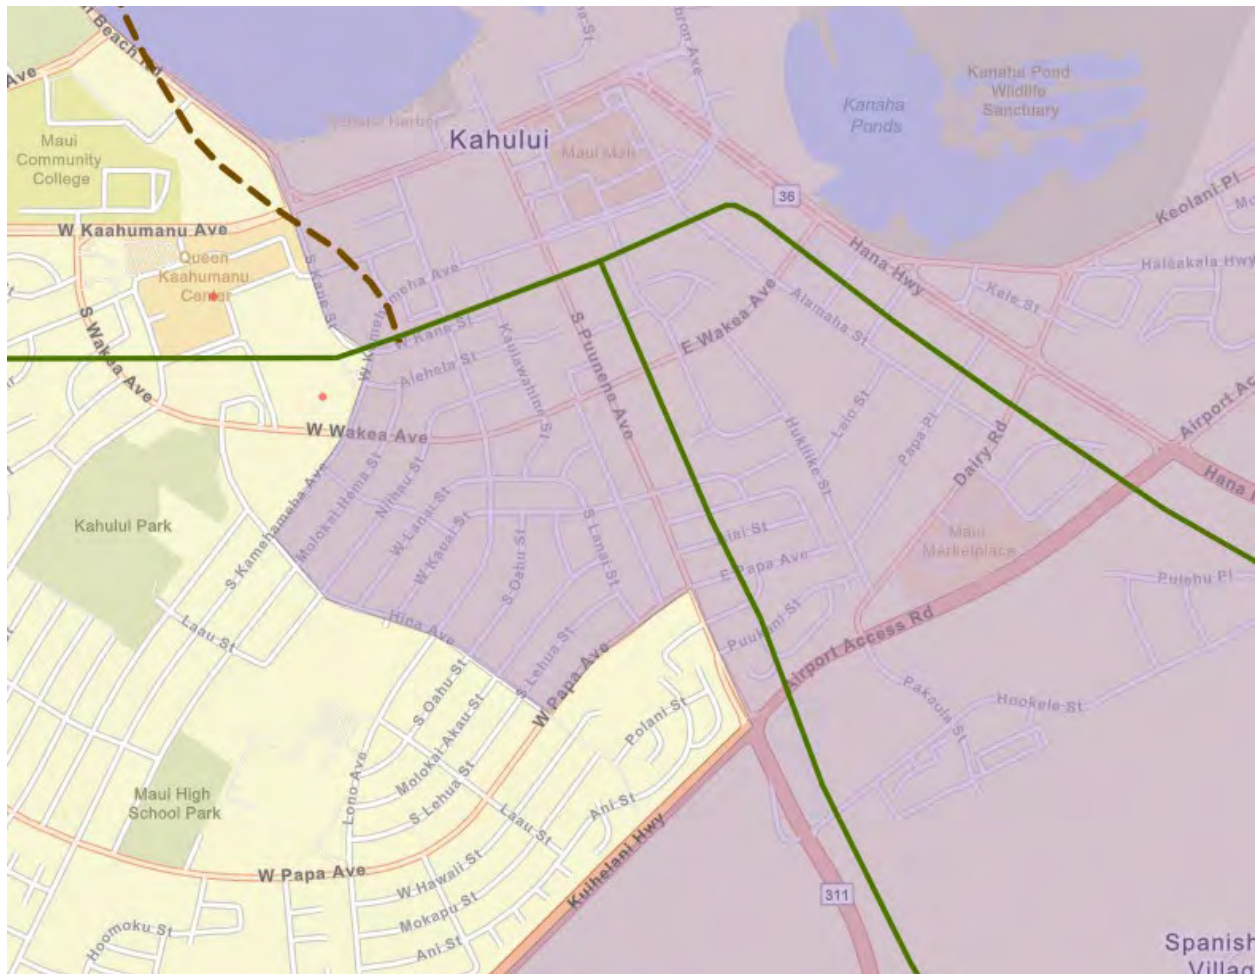 Beach Rd
Ave
Kanaha Pond
Wildlife
Sanctuary
Kanaha
Ponds
Maui
Community
College
Kahului
Maui Mall
36
Keolani Pl
W Kaahumanu Ave
Queen
Kaahumanu
Center
S Kane St
Hana Hwy
Haleakala Hwy
Kele St
S Wakea Ave
W Kane St
Alehela St
Kaulawahine St
S Puunene Ave
E Wakea Ave
Alamaha St
Airport Ac
Hana
W Wakea Ave
Hukilike St
Leio St
Papa Pl
Dairy Rd
Kahului Park
S Kamehameha Ave
Molokai Hema St
Niihau St
W Lanai St
W Kauai St
S Oahu St
S Lanai St
E Papa Ave
Maui
Marketplace
Pulehu Pl
Laau St
Hina Ave
S Lehua St
W Papa Ave
Puukani St
Airport Access Rd
Pakaula St
Hookele St
S Oahu St
Molokai Akau St
S Lehua St
Polani St
Ani St
Laau St
Lono Ave
Maui High
School Park
Kuihelani Hwy
W Papa Ave
W Hawaii St
Mokapu St
Ani St
Hoomoku St
311
Spanish
Villag